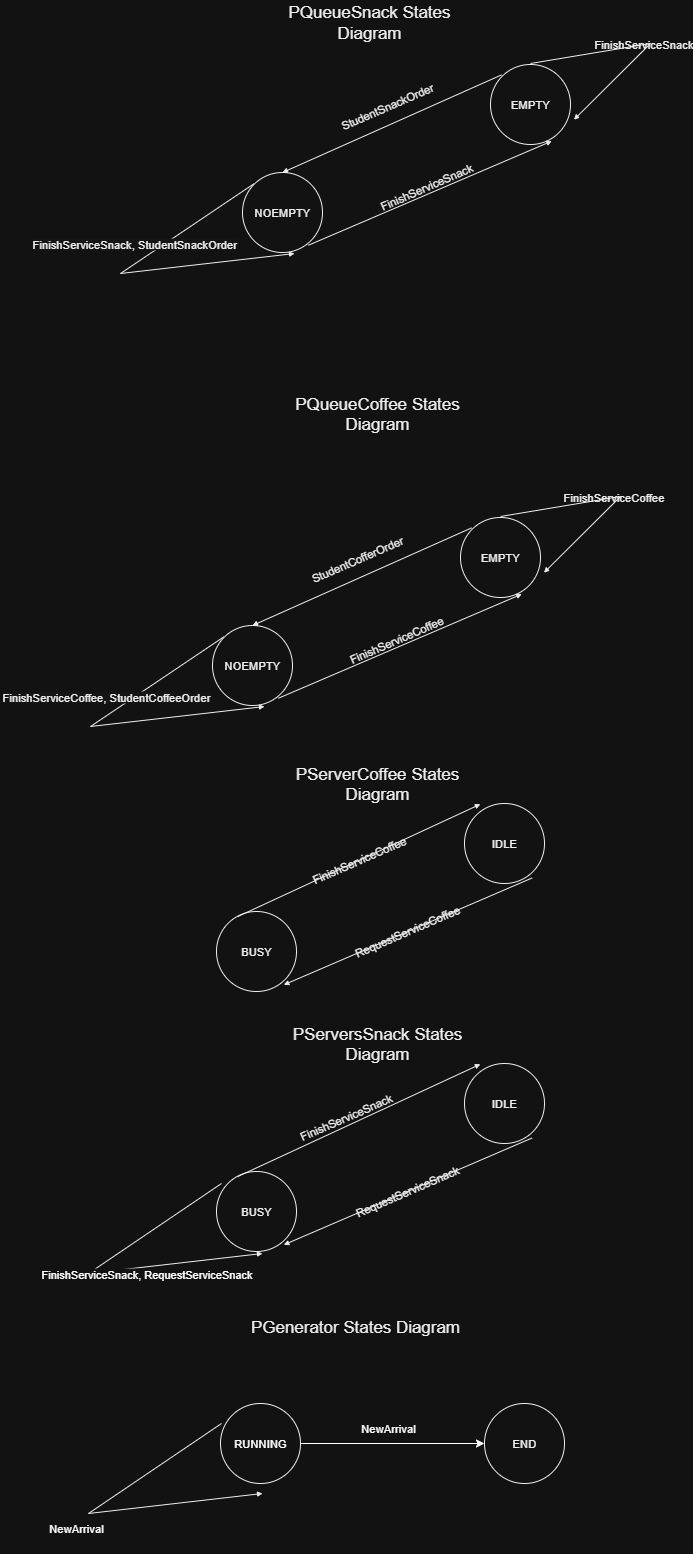 PQueueSnack States
Diagram
FinishServiceSnack
EMPTY
StudentSnackOrder
FinishServiceSnack
NOEMPTY
FinishServiceSnack, StudentSnackOrder
PQueueCoffee States
Diagram
FinishServiceCoffee
EMPTY
StudentCofferOrder
FinishServiceCoffee
NOEMPTY
FinishServiceCoffee, StudentCoffeeOrder
PServerCoffee States
Diagram
IDLE
FinishServiceCoffee
RequestServiceCoffee
BUSY
PServersSnack States
Diagram
IDLE
FinishServiceSnack
RequestServiceSnack
BUSY
FinishServiceSnack, RequestServiceSnack
PGenerator States Diagram
NewArrival
RUNNING
END
NewArrival